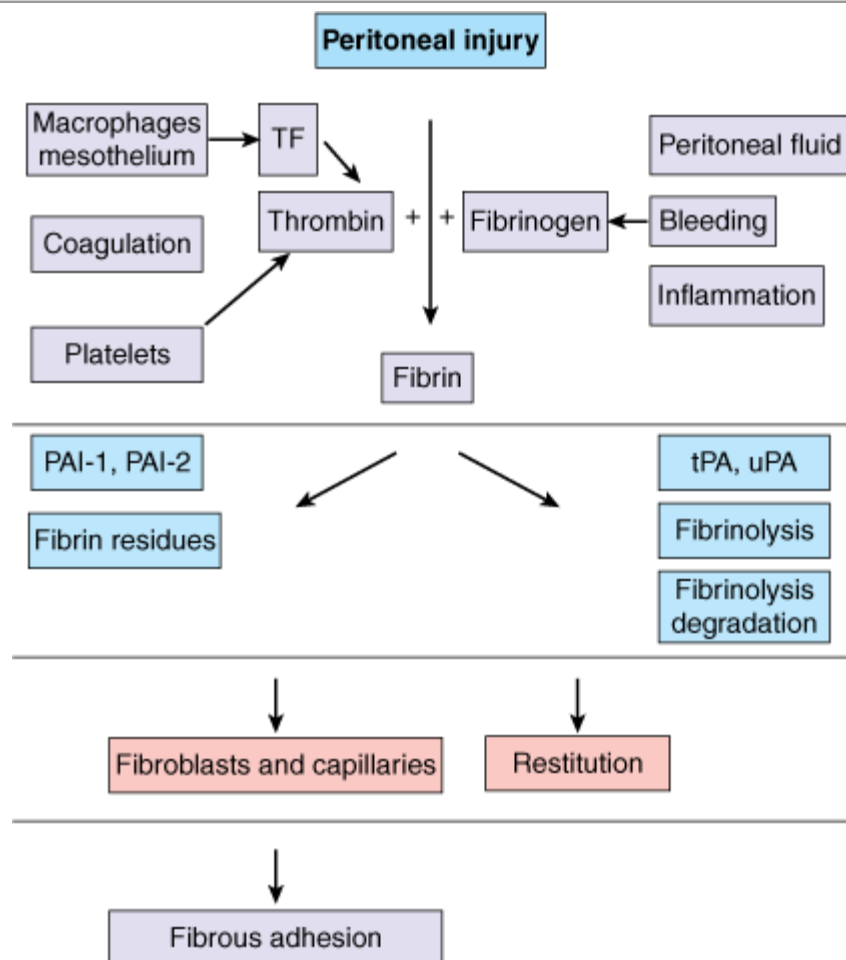 Peritoneal injury
Macrophages
mesothelium
TF
Peritoneal fluid
Thrombin
+ +
Fibrinogen
Bleeding
Coagulation
Inflammation
Platelets
Fibrin
PAI-1, PAI-2
tPA, uPA
Fibrin residues
Fibrinolysis
Fibrinolysis
degradation
Fibroblasts and capillaries
Restitution
Fibrous adhesion